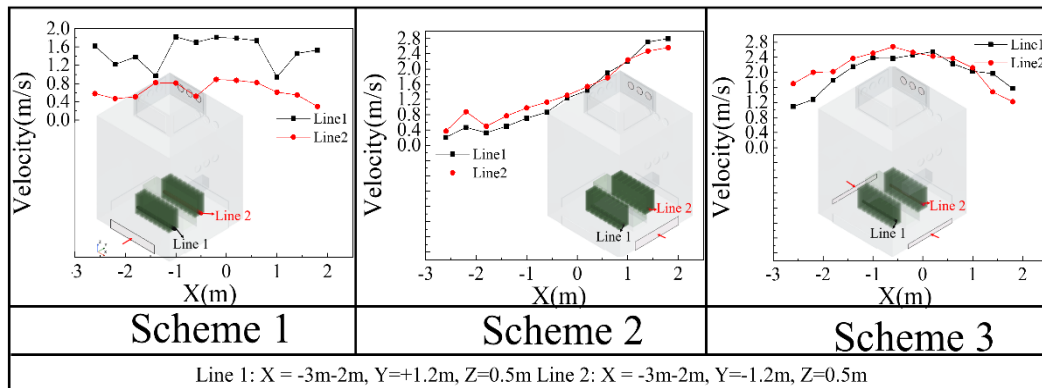 Velocity(m/s)
2.0
1.6
1.2
0.8
0.4
0.0
Line1
Line2
Line 2
Line 1
-3 -2 -1 0 1 2
X(m)
Scheme 1
Velocity(m/s)
2.8
2.4
2.0
1.6
1.2
0.8
0.4
0.0
Line1
Line2
Line 2
Line 1
-3 -2 -1 0 1 2
X(m)
Scheme 2
Velocity(m/s)
2.8
2.4
2.0
1.6
1.2
0.8
0.4
0.0
Line1
Line2
Line 2
Line 1
-3 -2 -1 0 1 2
X(m)
Scheme 3
Line 1: X = -3m-2m, Y=+1.2m, Z=0.5m Line 2: X = -3m-2m, Y=-1.2m, Z=0.5m